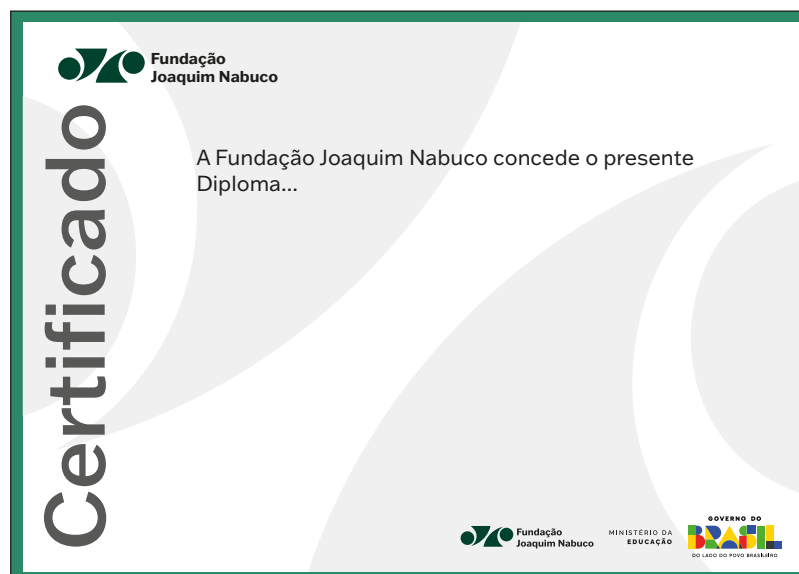 Fundação
Joaquim Nabuco
Certificado
A Fundação Joaquim Nabuco concede o presente
Diploma...
Fundação
Joaquim Nabuco
MINISTÉRIO DA
EDUCAÇÃO
GOVERNO DO
BRASIL
DO LADO DO POVO BRASILEIRO